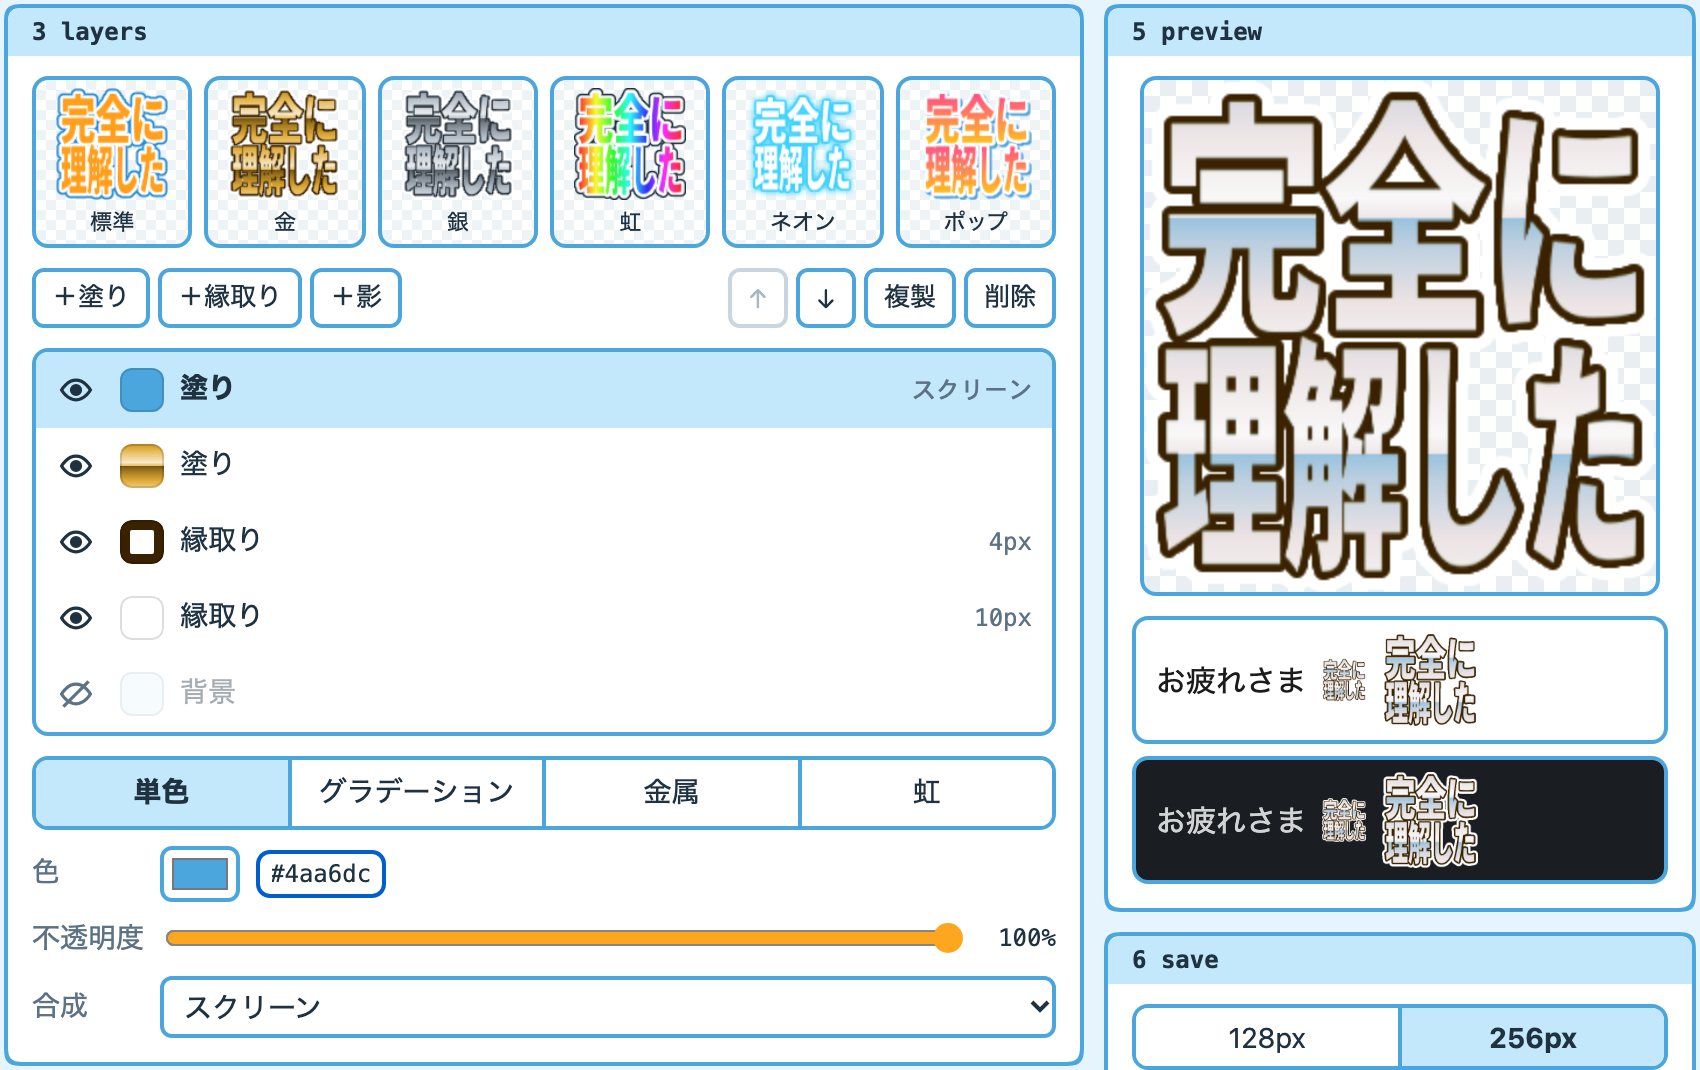 3 layers
完全に
理解した
標準
完全に
理解した
金
完全に
理解した
銀
完全に
理解した
虹
完全に
理解した
ネオン
完全に
理解した
ポップ
+塗り
+縁取り
+影
↑
↓
複製
削除
塗り
スクリーン
塗り
縁取り
4px
縁取り
10px
背景
単色
グラデーション
金属
虹
色
#4aa6dc
不透明度
100%
合成
スクリーン
5 preview
完全に
理解した
お疲れさま
完全に
理解した
完全に
理解した
お疲れさま
完全に
理解した
完全に
理解した
6 save
128px
256px